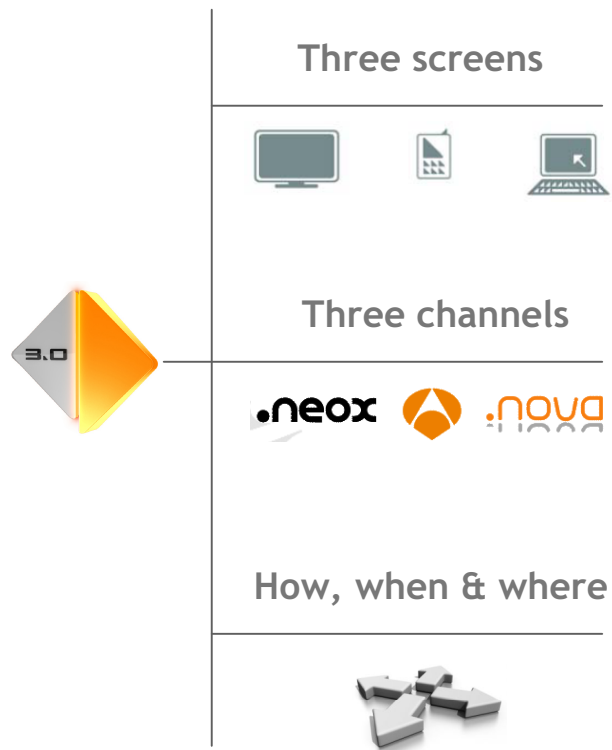 Three screens
Three channels
3.0
.neox
.nova
How, when & where